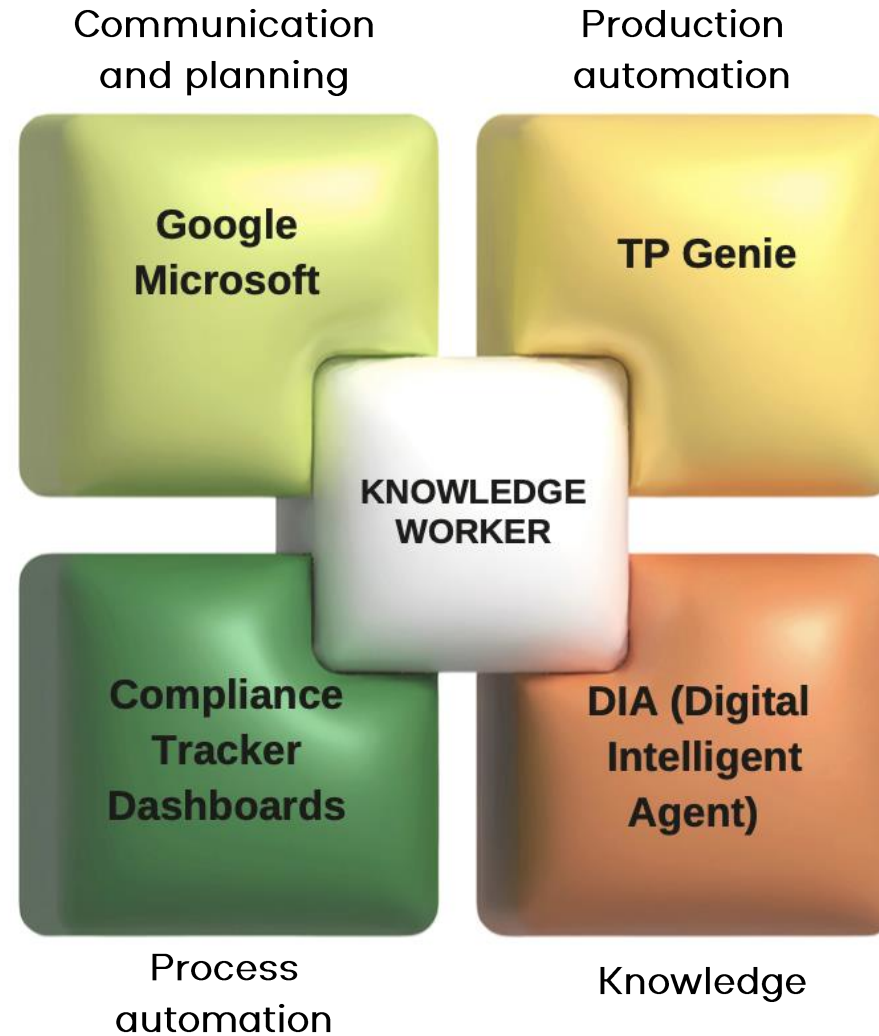 Communication
and planning
Production
automation
Google
Microsoft
TP Genie
KNOWLEDGE
WORKER
Compliance
Tracker
Dashboards
DIA (Digital
Intelligent
Agent)
Process
automation
Knowledge